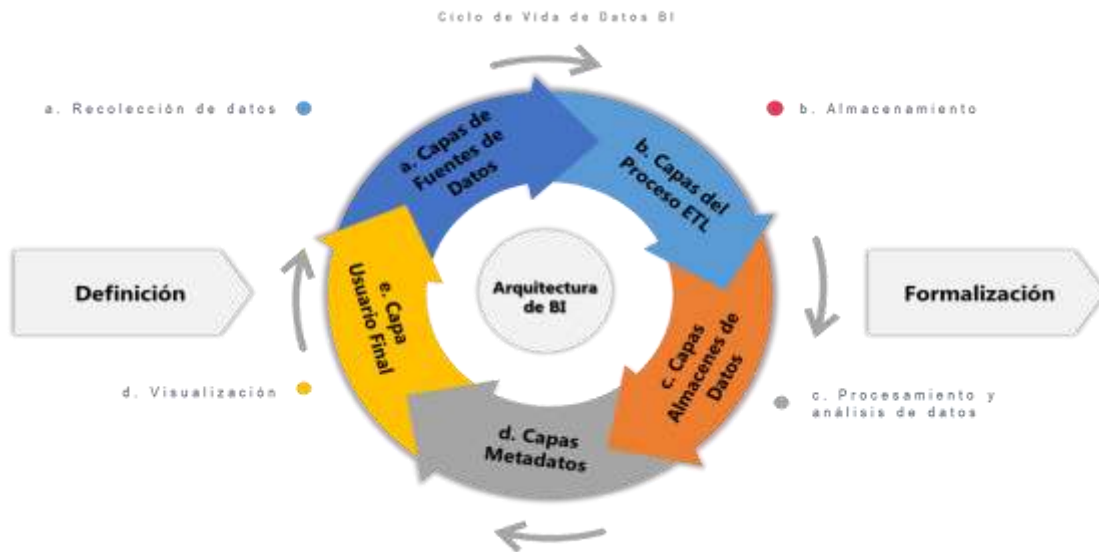 Ciclo de Vida de Datos BI
a. Recolección de datos
b. Almacenamiento
a. Capas de
Fuentes de
Datos
b. Capas del
Proceso ETL
Definición
e. Capa
Usuario Final
Arquitectura
de BI
c. Capas
Almacenes de
Datos
Formalización
d. Visualización
c. Procesamiento y
análisis de datos
d. Capas
Metadatos